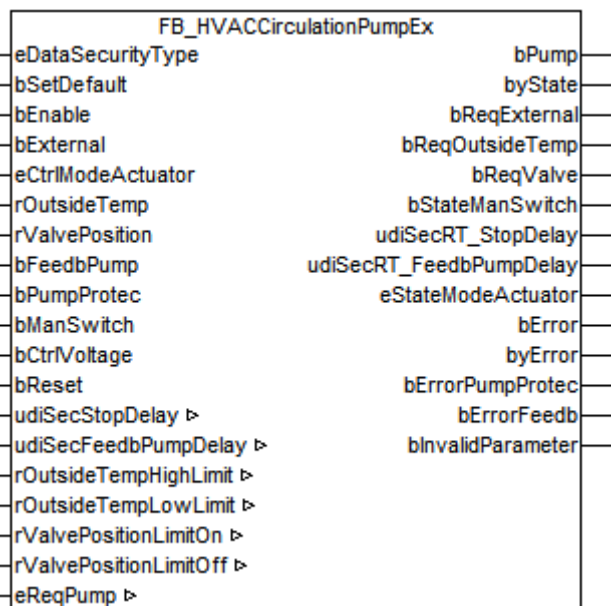 FB_HVACCirculationPumpEx
eDataSecurityType bPump
bSetDefault byState
bEnable bReqExternal
bExternal bReqOutsideTemp
eCtrlModeActuator bReqValve
rOutsideTemp bStateManSwitch
rValvePosition udiSecRT_StopDelay
bFeedbPump udiSecRT_FeedbPumpDelay
bPumpProtec eStateModeActuator
bManSwitch bError
bCtrlVoltage byError
bReset bErrorPumpProtec
udiSecStopDelay ▷ bErrorFeedb
udiSecFeedbPumpDelay ▷ bInvalidParameter
rOutsideTempHighLimit ▷
rOutsideTempLowLimit ▷
rValvePositionLimitOn ▷
rValvePositionLimitOff ▷
eReqPump ▷